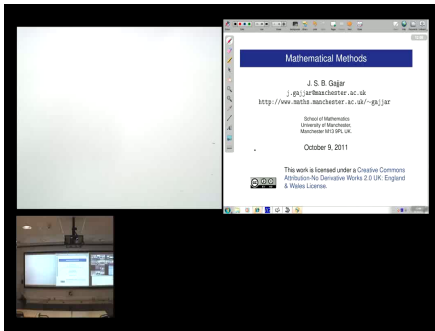 Mathematical Methods
J. S. B. Gajjar
j.gajjar@manchester.ac.uk
http://www.maths.manchester.ac.uk/~gajjar
School of Mathematics
University of Manchester,
Manchester M13 9PL UK.
October 9, 2011
This work is licensed under a Creative Commons
Attribution-No Derivative Works 2.0 UK: England
& Wales License.